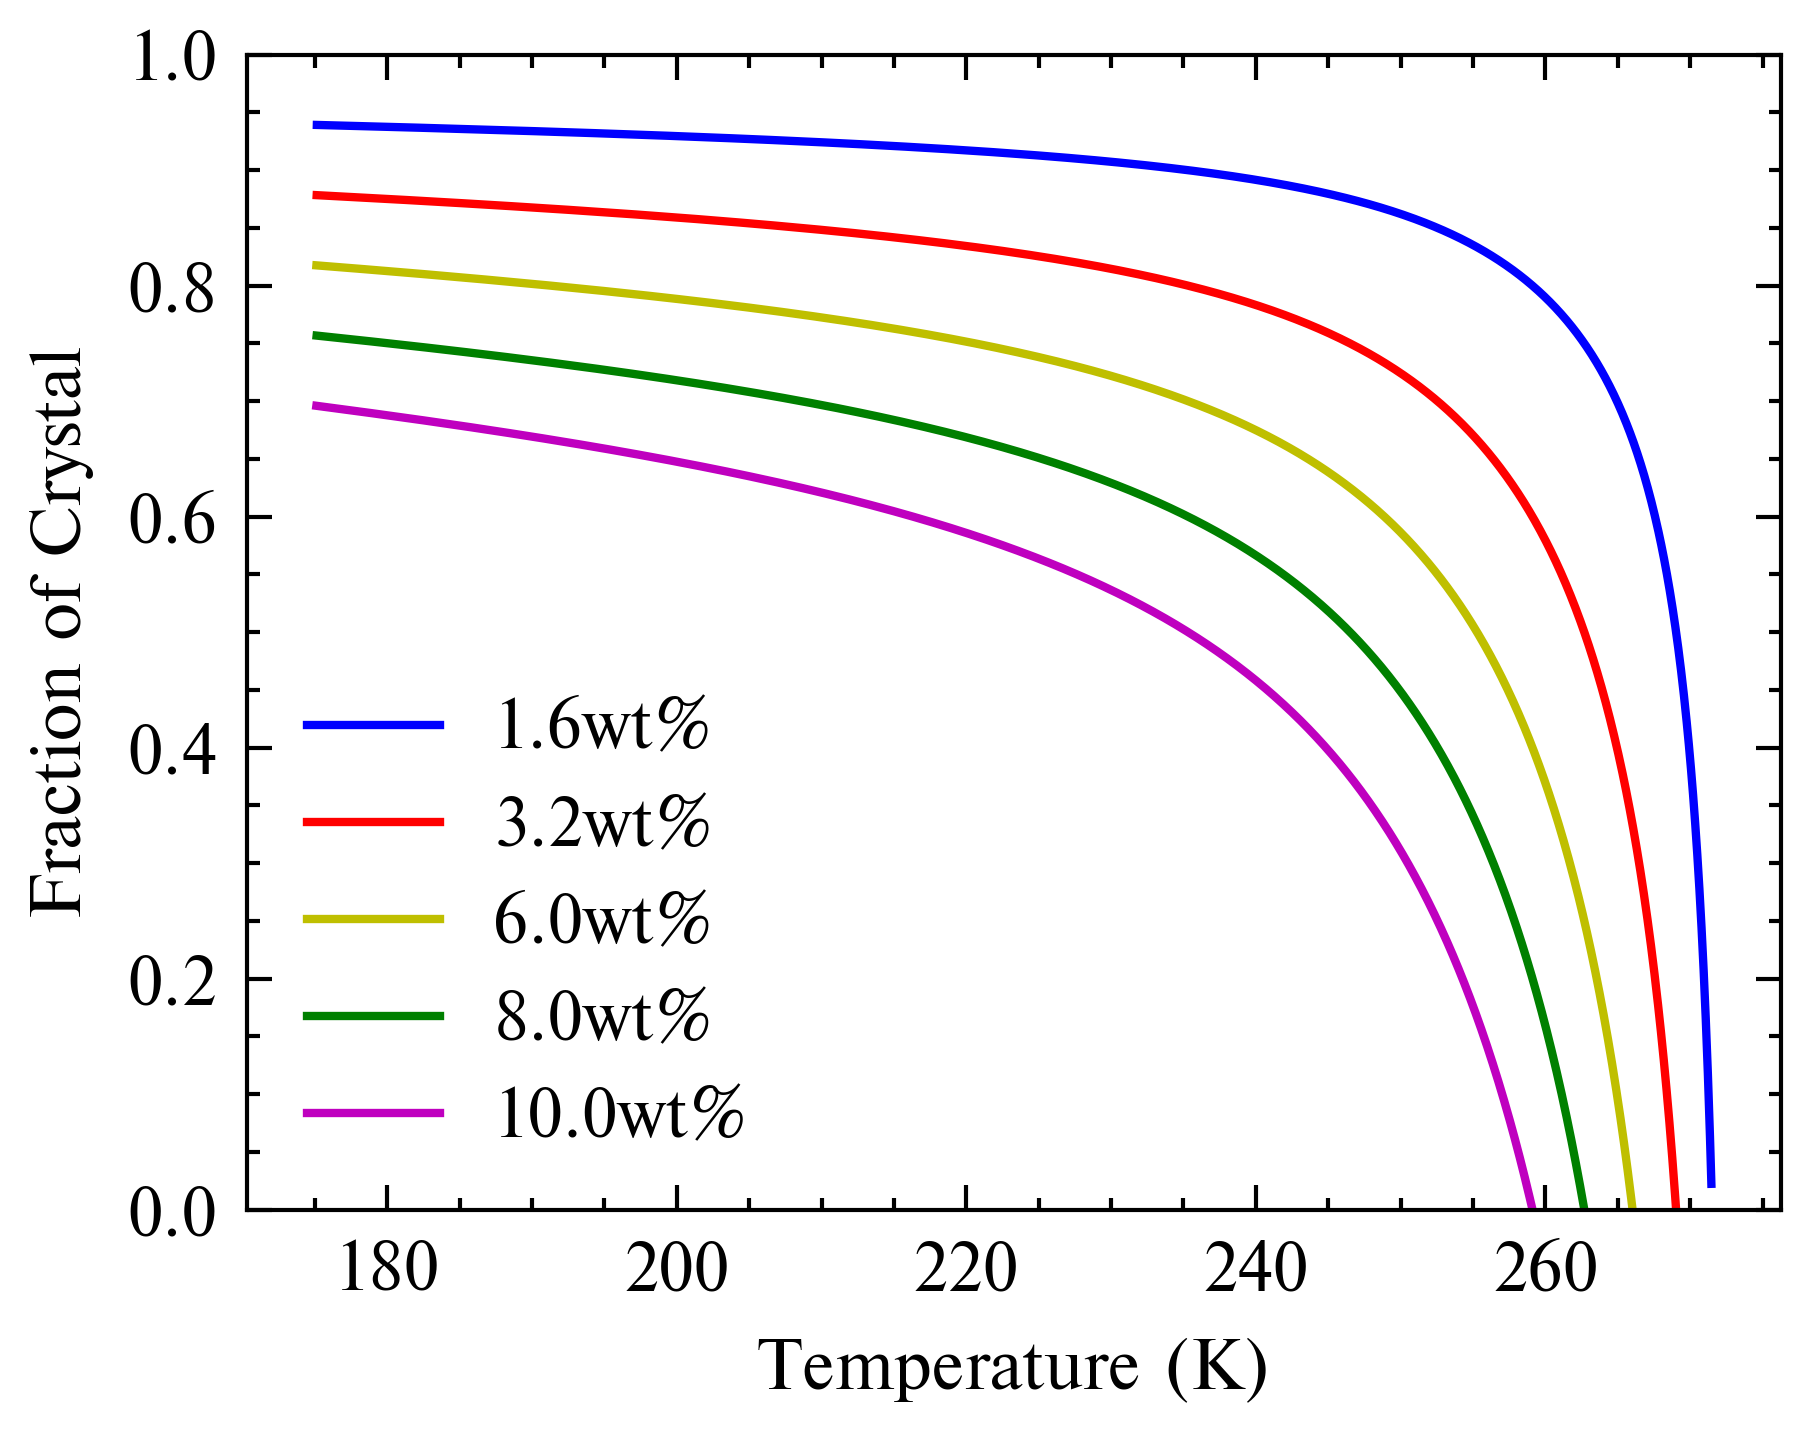 1.0
0.8
0.6
0.4
0.2
0.0
Fraction of Crystal
1.6wt%
3.2wt%
6.0wt%
8.0wt%
10.0wt%
180 200 220 240 260
Temperature (K)